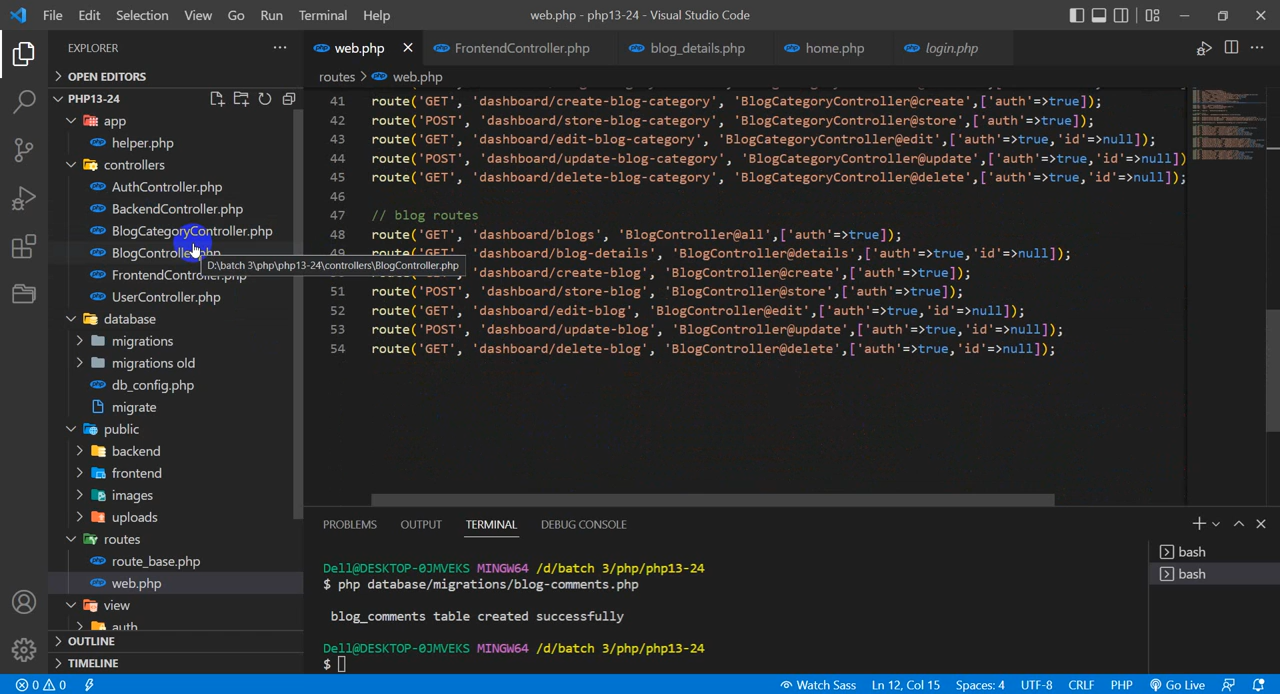 File Edit Selection View Go Run Terminal Help
web.php - php13-24 - Visual Studio Code
EXPLORER
OPEN EDITORS
PHP13-24
app
helper.php
controllers
AuthController.php
BackendController.php
BlogCategoryController.php
BlogController.php
D:\batch 3\php\php13-24\controllers\BlogController.php
UserController.php
database
migrations
migrations old
db_config.php
migrate
public
backend
frontend
images
uploads
routes
route_base.php
web.php
view
auth
OUTLINE
TIMELINE
web.php FrontendController.php blog_details.php home.php login.php
routes > web.php
41 route('GET', 'dashboard/create-blog-category', 'BlogCategoryController@create',['auth'=>true]);
42 route('POST', 'dashboard/store-blog-category', 'BlogCategoryController@store',['auth'=>true]);
43 route('GET', 'dashboard/edit-blog-category', 'BlogCategoryController@edit',['auth'=>true,'id'=>null]);
44 route('POST', 'dashboard/update-blog-category', 'BlogCategoryController@update',['auth'=>true,'id'=>null])
45 route('GET', 'dashboard/delete-blog-category', 'BlogCategoryController@delete',['auth'=>true,'id'=>null]);
46
47 // blog routes
48 route('GET', 'dashboard/blogs', 'BlogController@all',['auth'=>true]);
49 route('GET', 'dashboard/blog-details', 'BlogController@details',['auth'=>true,'id'=>null]);
'dashboard/create-blog', 'BlogController@create',['auth'=>true]);
51 route('POST', 'dashboard/store-blog', 'BlogController@store',['auth'=>true]);
52 route('GET', 'dashboard/edit-blog', 'BlogController@edit',['auth'=>true,'id'=>null]);
53 route('POST', 'dashboard/update-blog', 'BlogController@update',['auth'=>true,'id'=>null]);
54 route('GET', 'dashboard/delete-blog', 'BlogController@delete',['auth'=>true,'id'=>null]);
PROBLEMS OUTPUT TERMINAL DEBUG CONSOLE
Dell@DESKTOP-0JMVEKS MINGW64 /d/batch 3/php/php13-24
$ php database/migrations/blog-comments.php
blog_comments table created successfully
Dell@DESKTOP-0JMVEKS MINGW64 /d/batch 3/php/php13-24
$
bash
bash
0 0 Watch Sass Ln 12, Col 15 Spaces: 4 UTF-8 CRLF PHP Go Live